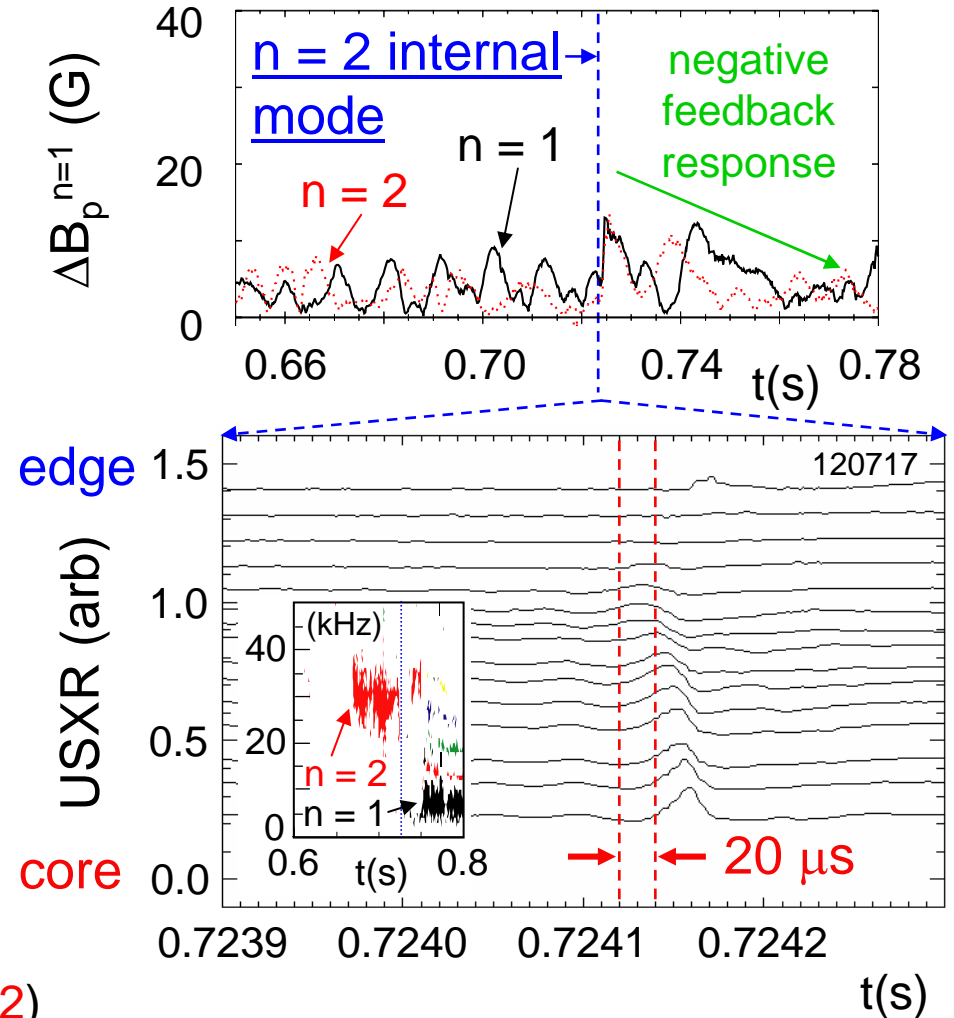 40
20
0
ΔBₚⁿ⁼¹ (G)
n = 2 internal
mode
negative
feedback
response
n = 1
n = 2
0.66 0.70 0.74 0.78
t(s)
edge
core
USXR (arb)
1.5
1.0
0.5
0.0
120717
(kHz)
40
20
0
n = 2
n = 1
0.6 0.8
t(s)
20 μs
0.7239 0.7240 0.7241 0.7242
t(s)
2)